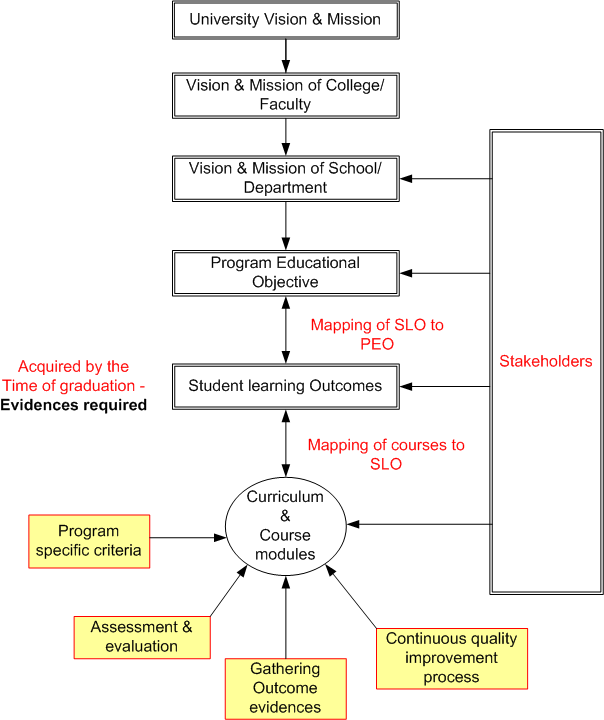 University Vision & Mission
Vision & Mission of College/
Faculty
Vision & Mission of School/
Department
Program Educational
Objective
Mapping of SLO to
PEO
Stakeholders
Acquired by the
Time of graduation -
Evidences required
Student learning Outcomes
Mapping of courses to
SLO
Curriculum
&
Course
modules
Program
specific criteria
Assessment &
evaluation
Gathering
Outcome
evidences
Continuous quality
improvement
process